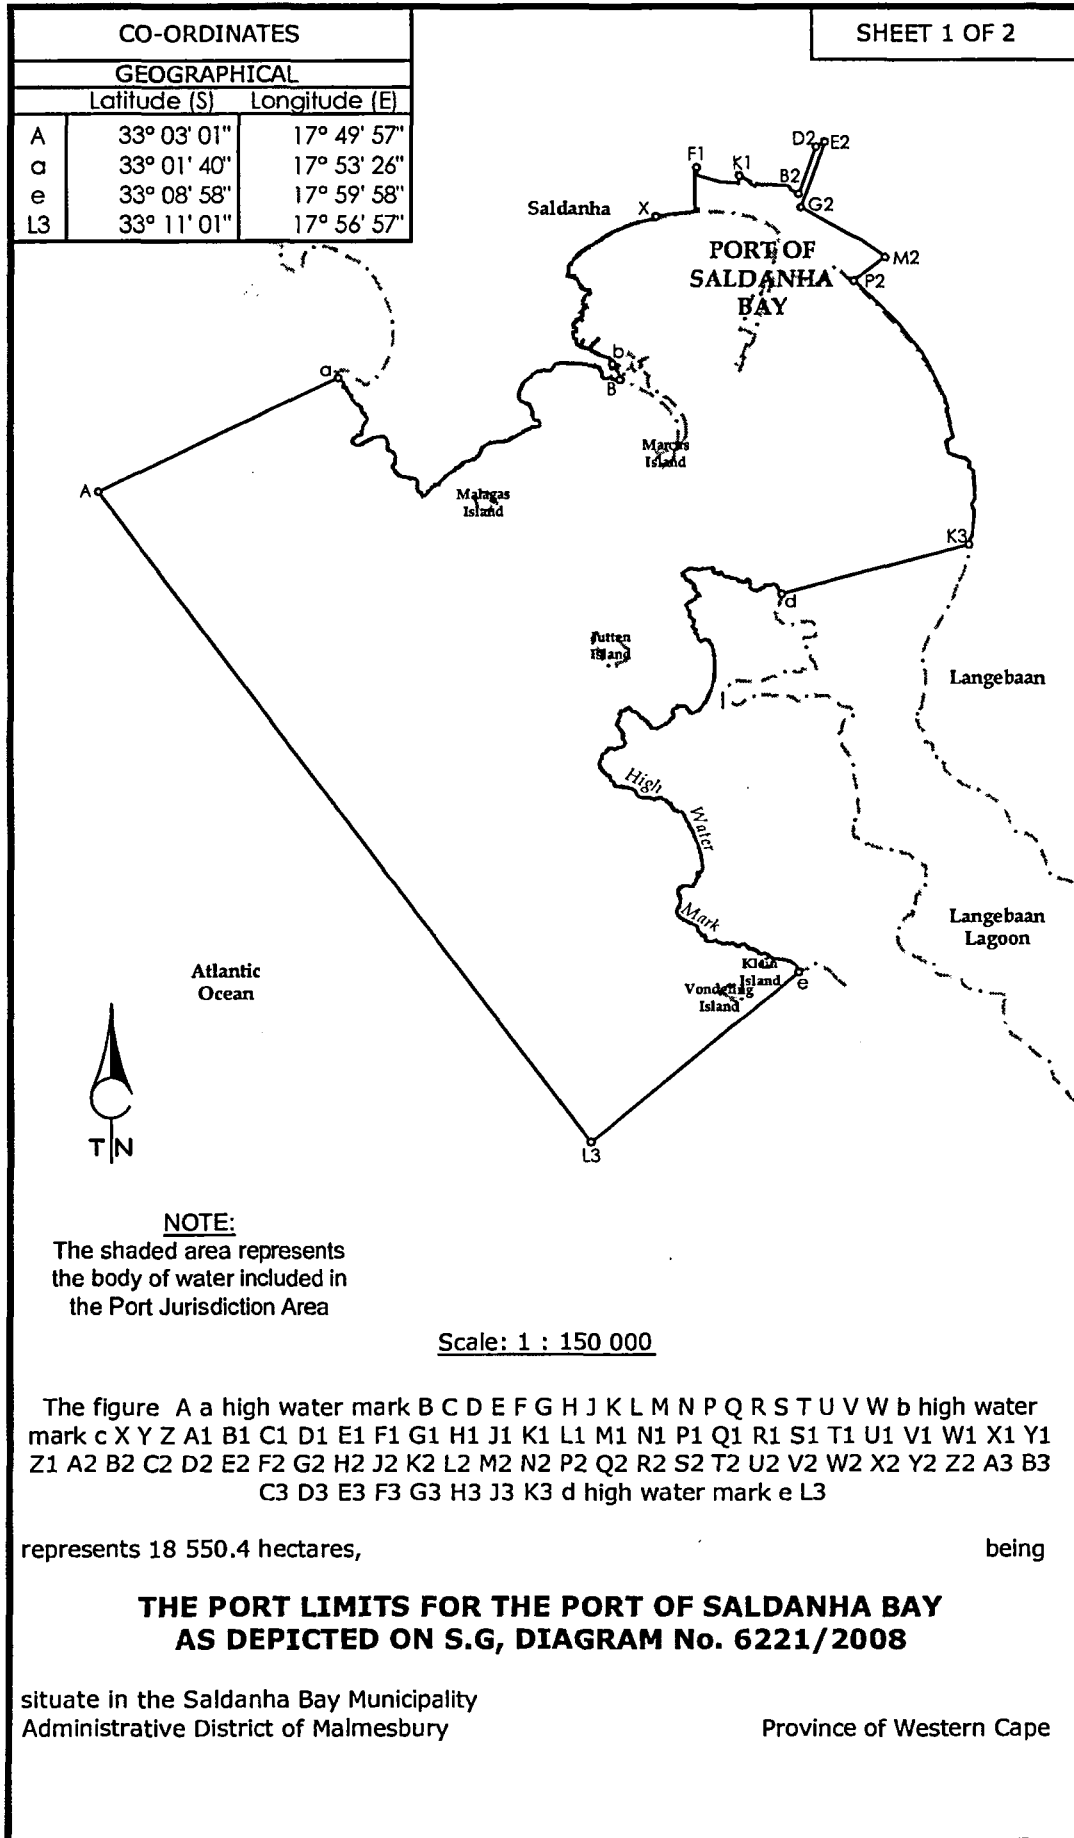 CO-ORDINATES
SHEET 1 OF 2
GEOGRAPHICAL
Latitude (S) Longitude (E)
A 33° 03' 01" 17° 49' 57"
a 33° 01' 40" 17° 53' 26"
e 33° 08' 58" 17° 59' 58"
L3 33° 11' 01" 17° 56' 57"
D2 E2
F1 K1
B2
G2
Saldanha X
PORT OF
SALDANHA
BAY
M2
P2
b
a
B
Marcus
Island
A
Malagas
Island
K3
d
Jutten
Island
Langebaan
High
Water
Mark
Langebaan
Lagoon
Atlantic
Ocean
Klein
Island
e
Vondeling
Island
T N
L3
NOTE:
The shaded area represents
the body of water included in
the Port Jurisdiction Area
Scale: 1 : 150 000
The figure A a high water mark B C D E F G H J K L M N P Q R S T U V W b high water
mark c X Y Z A1 B1 C1 D1 E1 F1 G1 H1 J1 K1 L1 M1 N1 P1 Q1 R1 S1 T1 U1 V1 W1 X1 Y1
Z1 A2 B2 C2 D2 E2 F2 G2 H2 J2 K2 L2 M2 N2 P2 Q2 R2 S2 T2 U2 V2 W2 X2 Y2 Z2 A3 B3
C3 D3 E3 F3 G3 H3 J3 K3 d high water mark e L3
represents 18 550.4 hectares, being
THE PORT LIMITS FOR THE PORT OF SALDANHA BAY
AS DEPICTED ON S.G, DIAGRAM No. 6221/2008
situate in the Saldanha Bay Municipality
Administrative District of Malmesbury Province of Western Cape